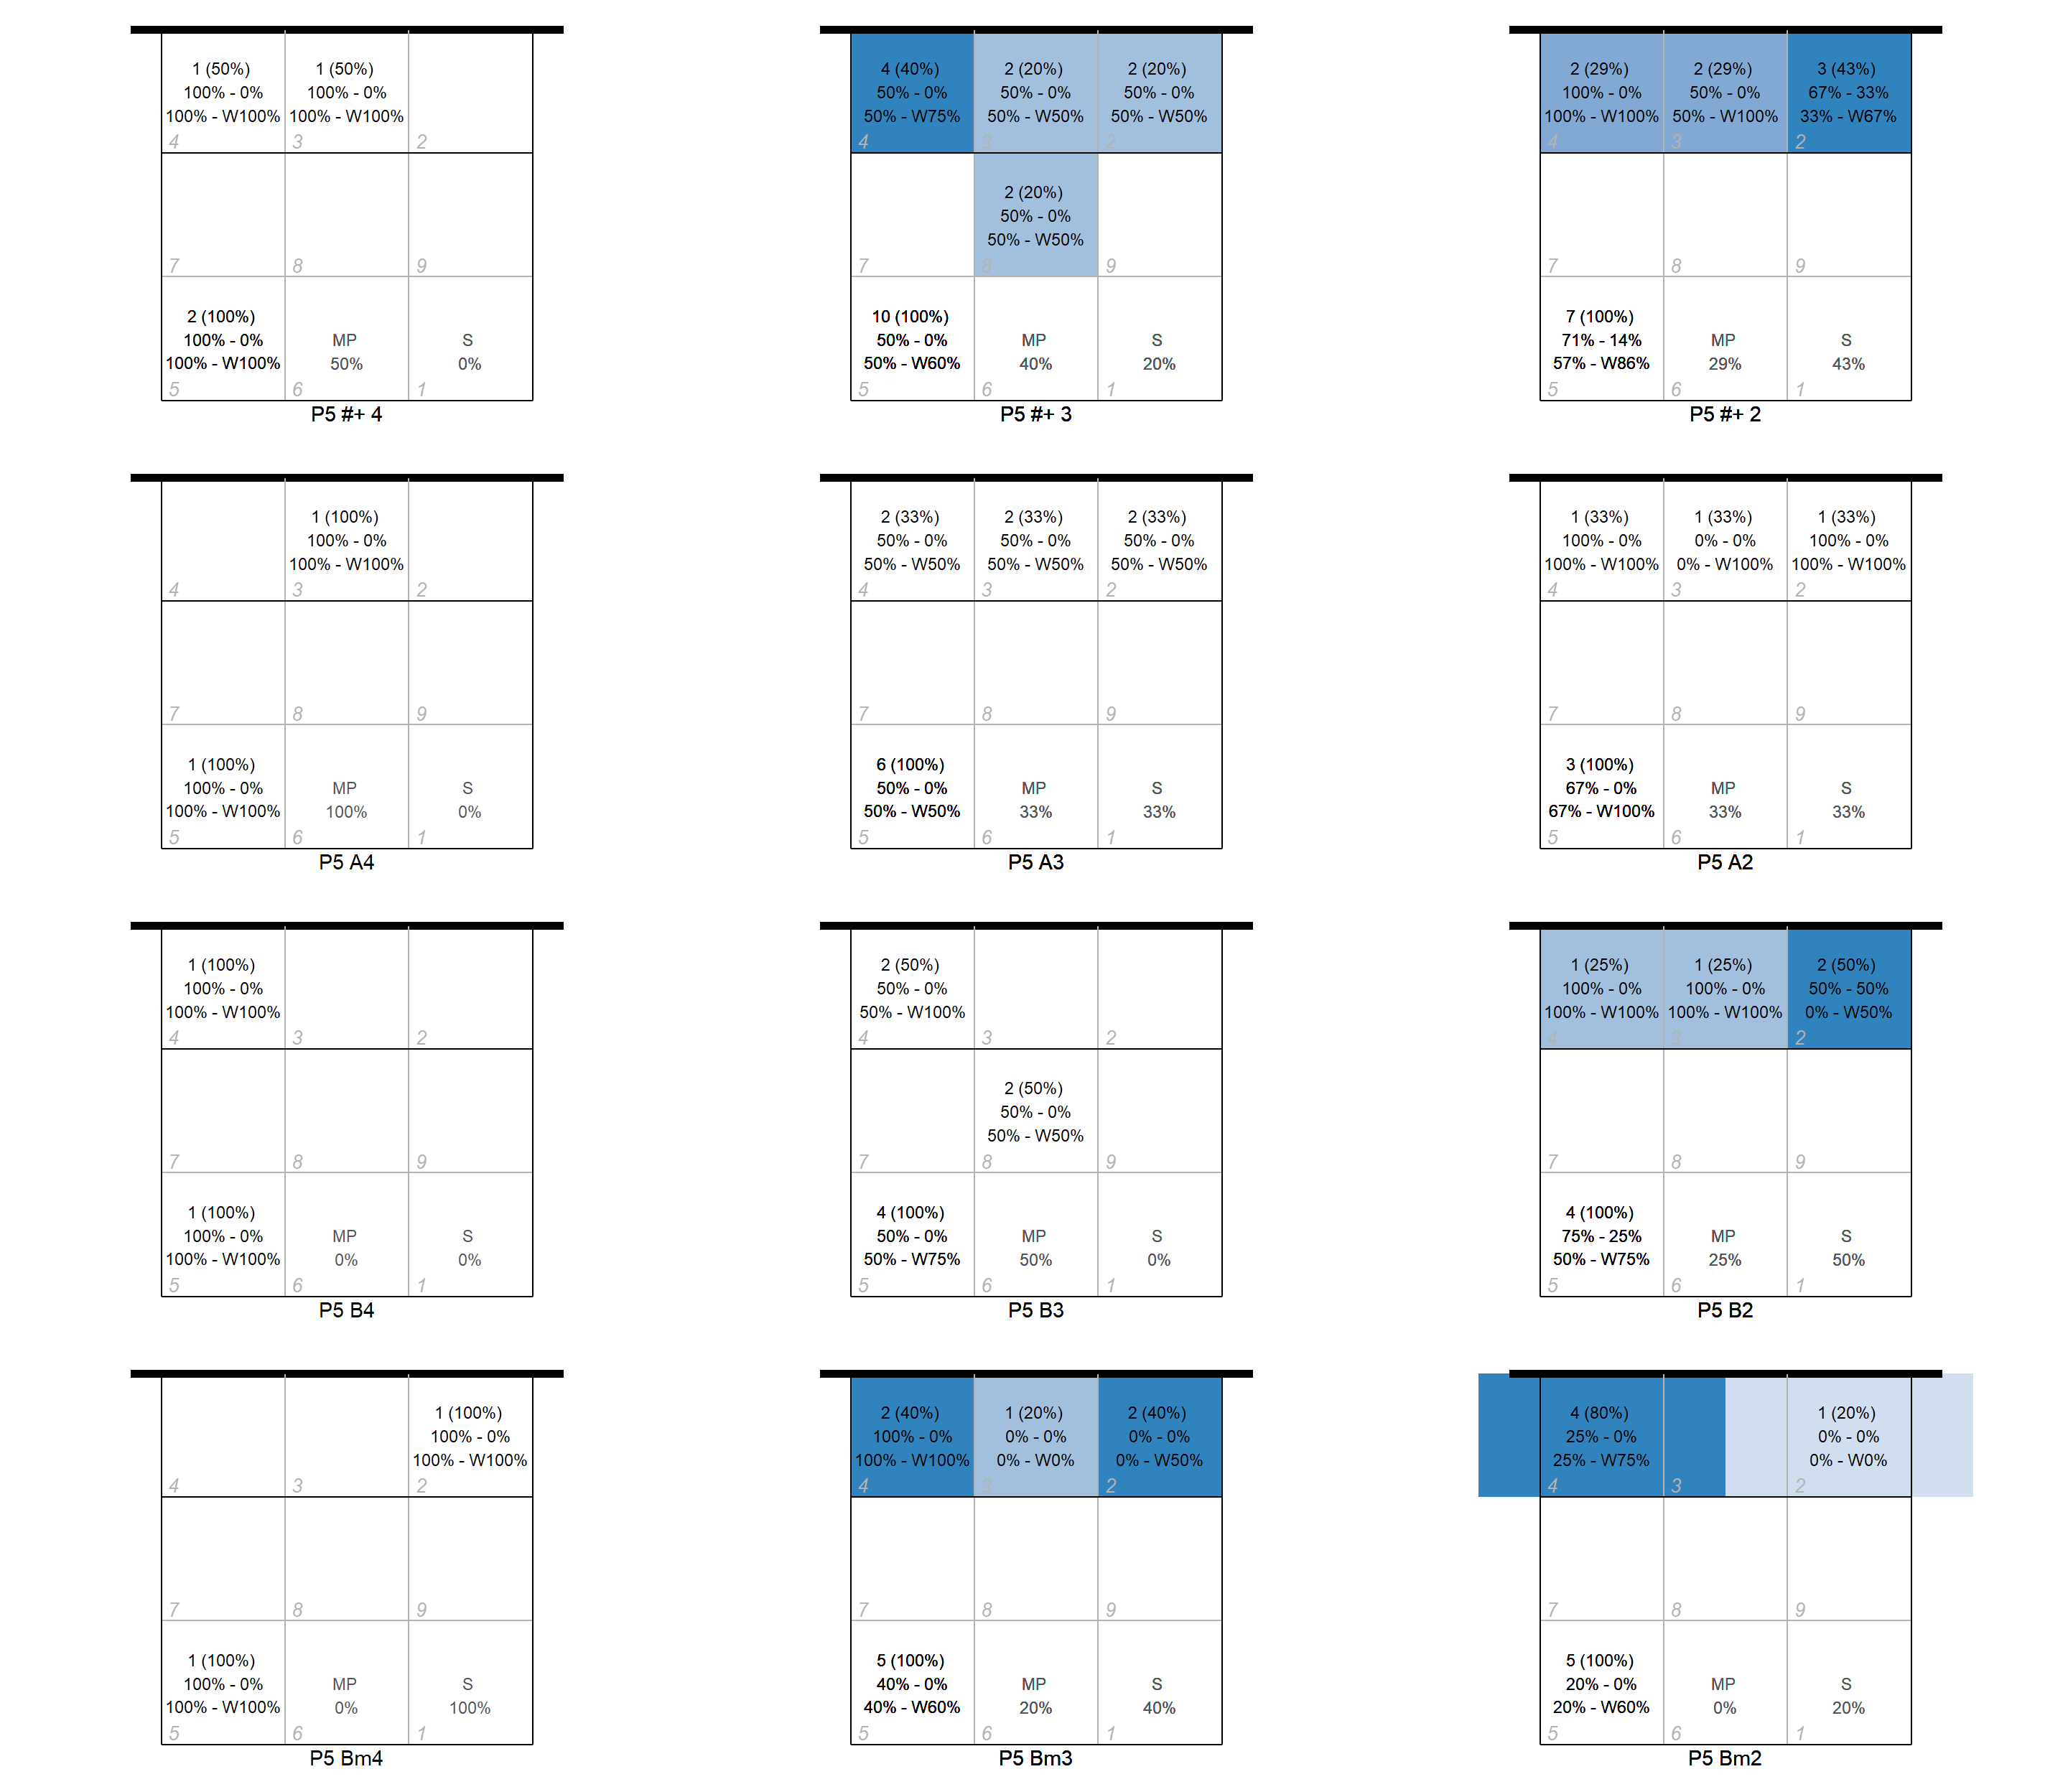 1 (50%)
100% - 0%
100% - W100%
4
1 (50%)
100% - 0%
100% - W100%
3
2
7
8
9
2 (100%)
100% - 0%
100% - W100%
5
MP
50%
6
S
0%
1
P5 #+ 4
4 (40%)
50% - 0%
50% - W75%
4
2 (20%)
50% - 0%
50% - W50%
3
2 (20%)
50% - 0%
50% - W50%
2
7
2 (20%)
50% - 0%
50% - W50%
8
9
10 (100%)
50% - 0%
50% - W60%
5
MP
40%
6
S
20%
1
P5 #+ 3
2 (29%)
100% - 0%
100% - W100%
4
2 (29%)
50% - 0%
50% - W100%
3
3 (43%)
67% - 33%
33% - W67%
2
7
8
9
7 (100%)
71% - 14%
57% - W86%
5
MP
29%
6
S
43%
1
P5 #+ 2
4
1 (100%)
100% - 0%
100% - W100%
3
2
7
8
9
1 (100%)
100% - 0%
100% - W100%
5
MP
100%
6
S
0%
1
P5 A4
2 (33%)
50% - 0%
50% - W50%
4
2 (33%)
50% - 0%
50% - W50%
3
2 (33%)
50% - 0%
50% - W50%
2
7
8
9
6 (100%)
50% - 0%
50% - W50%
5
MP
33%
6
S
33%
1
P5 A3
1 (33%)
100% - 0%
100% - W100%
4
1 (33%)
0% - 0%
0% - W100%
3
1 (33%)
100% - 0%
100% - W100%
2
7
8
9
3 (100%)
67% - 0%
67% - W100%
5
MP
33%
6
S
33%
1
P5 A2
1 (100%)
100% - 0%
100% - W100%
4
3
2
7
8
9
1 (100%)
100% - 0%
100% - W100%
5
MP
0%
6
S
0%
1
P5 B4
2 (50%)
50% - 0%
50% - W100%
4
3
2
7
2 (50%)
50% - 0%
50% - W50%
8
9
4 (100%)
50% - 0%
50% - W75%
5
MP
50%
6
S
0%
1
P5 B3
1 (25%)
100% - 0%
100% - W100%
4
1 (25%)
100% - 0%
100% - W100%
3
2 (50%)
50% - 50%
0% - W50%
2
7
8
9
4 (100%)
75% - 25%
50% - W75%
5
MP
25%
6
S
50%
1
P5 B2
4
3
1 (100%)
100% - 0%
100% - W100%
2
7
8
9
1 (100%)
100% - 0%
100% - W100%
5
MP
0%
6
S
100%
1
P5 Bm4
2 (40%)
100% - 0%
100% - W100%
4
1 (20%)
0% - 0%
0% - W0%
3
2 (40%)
0% - 0%
0% - W50%
2
7
8
9
5 (100%)
40% - 0%
40% - W60%
5
MP
20%
6
S
40%
1
P5 Bm3
4 (80%)
25% - 0%
25% - W75%
4
3
1 (20%)
0% - 0%
0% - W0%
2
7
8
9
5 (100%)
20% - 0%
20% - W60%
5
MP
0%
6
S
20%
1
P5 Bm2